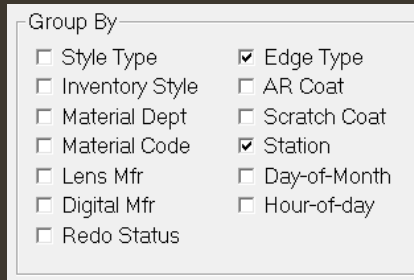 Group By
Style Type
Inventory Style
Material Dept
Material Code
Lens Mfr
Digital Mfr
Redo Status
Edge Type
AR Coat
Scratch Coat
Station
Day-of-Month
Hour-of-day